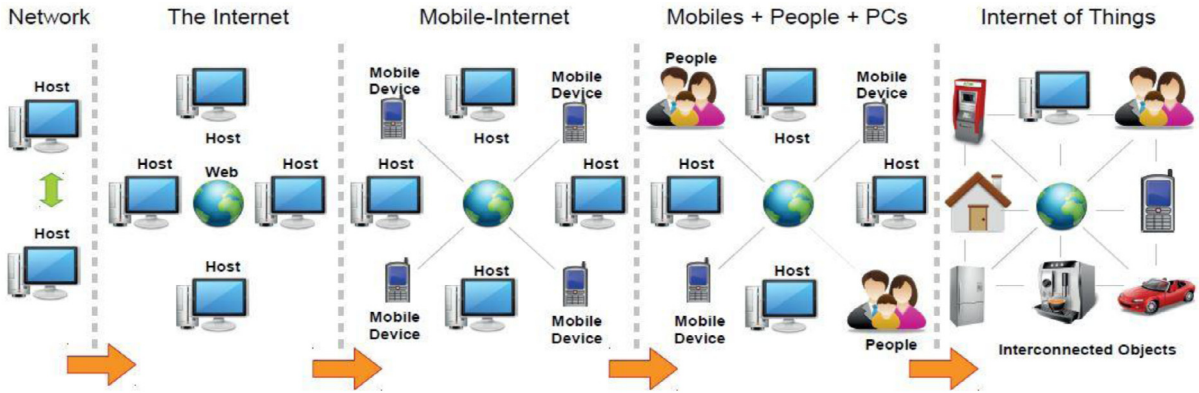 Network
The Internet
Mobile-Internet
Mobiles + People + PCs
Internet of Things
Host
Host
Host
Host
Web
Host
Host
Mobile
Device
Host
Mobile
Device
Host
Host
Mobile
Device
Host
Mobile
Device
People
Host
Mobile
Device
Host
Host
Mobile
Device
Host
People
Interconnected Objects